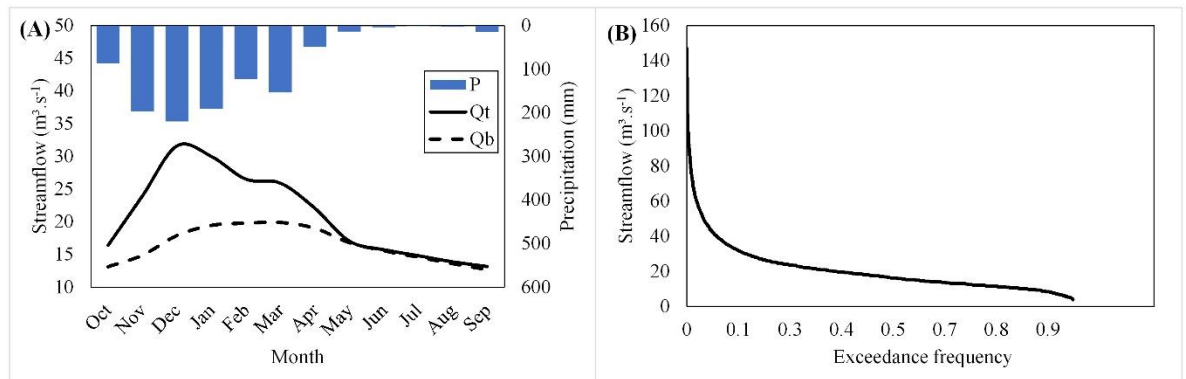 (A)
50
45
40
35
30
25
20
15
10
Streamflow (m³.s⁻¹)
0
100
200
300
400
500
600
Precipitation (mm)
P
Qt
Qb
Oct
Nov
Dec
Jan
Feb
Mar
Apr
May
Jun
Jul
Aug
Sep
Month
(B)
160
140
120
100
80
60
40
20
0
Streamflow (m³.s⁻¹)
0 0.1 0.3 0.4 0.5 0.6 0.8 0.9
Exceedance frequency